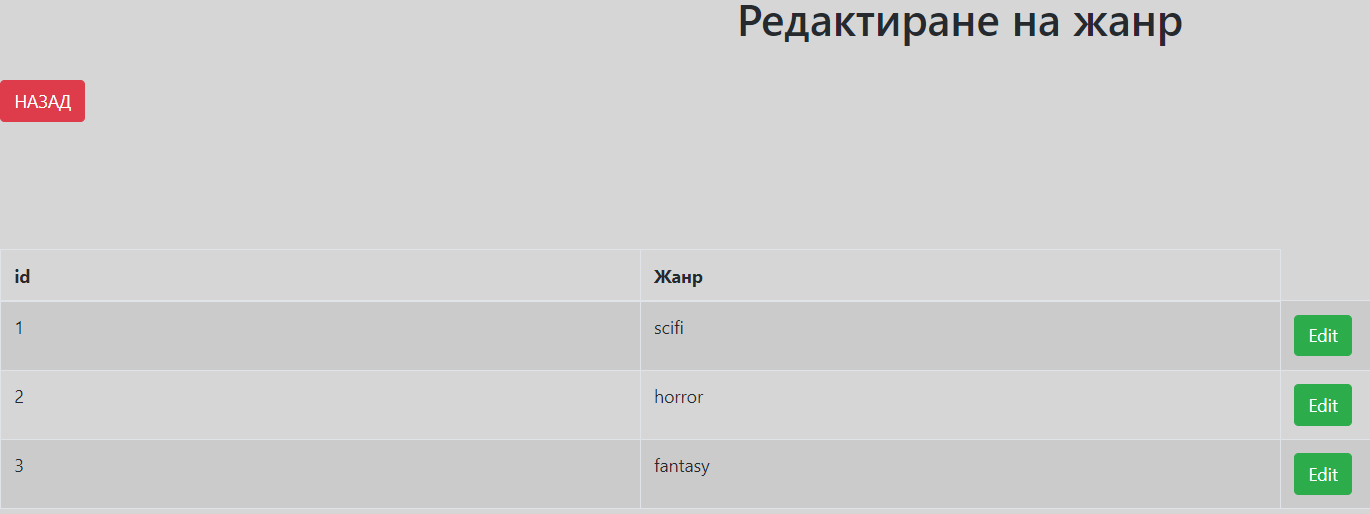 Редактиране на жанр
НАЗАД
id Жанр
1 scifi Edit
2 horror Edit
3 fantasy Edit